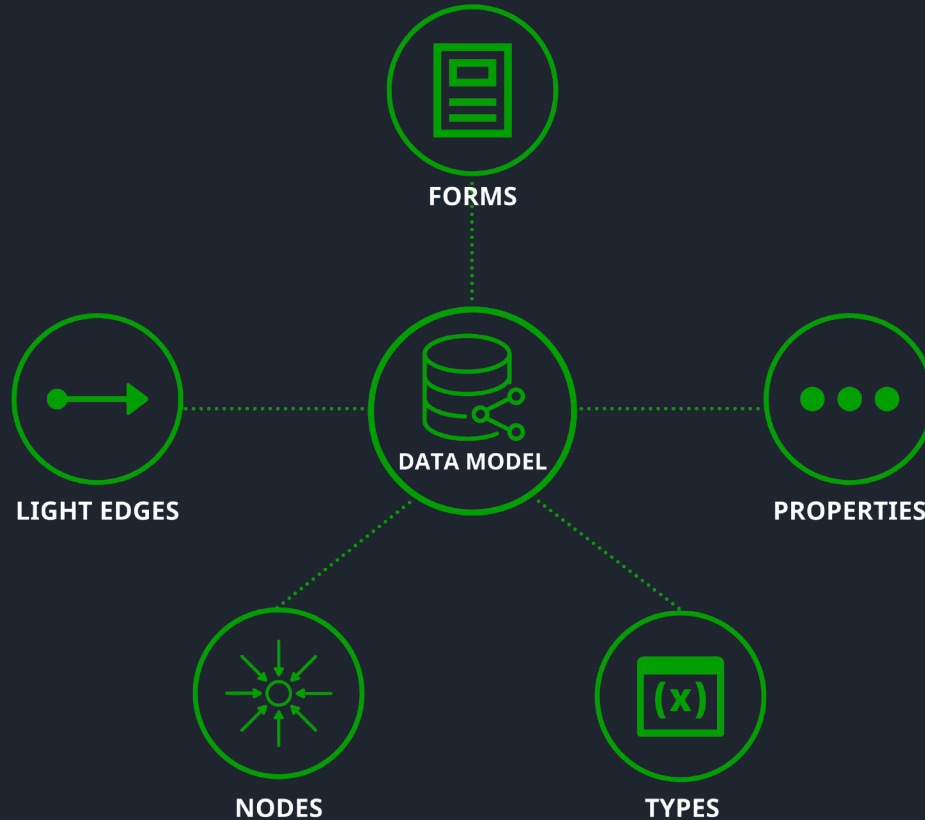 FORMS
DATA MODEL
LIGHT EDGES
PROPERTIES
(x)
NODES
TYPES